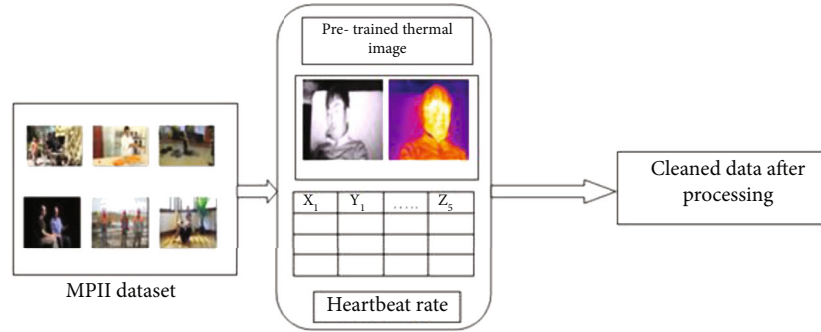 Pre- trained thermal
image
X1 Y1 ..... Z5
Heartbeat rate
MPII dataset
Cleaned data after
processing